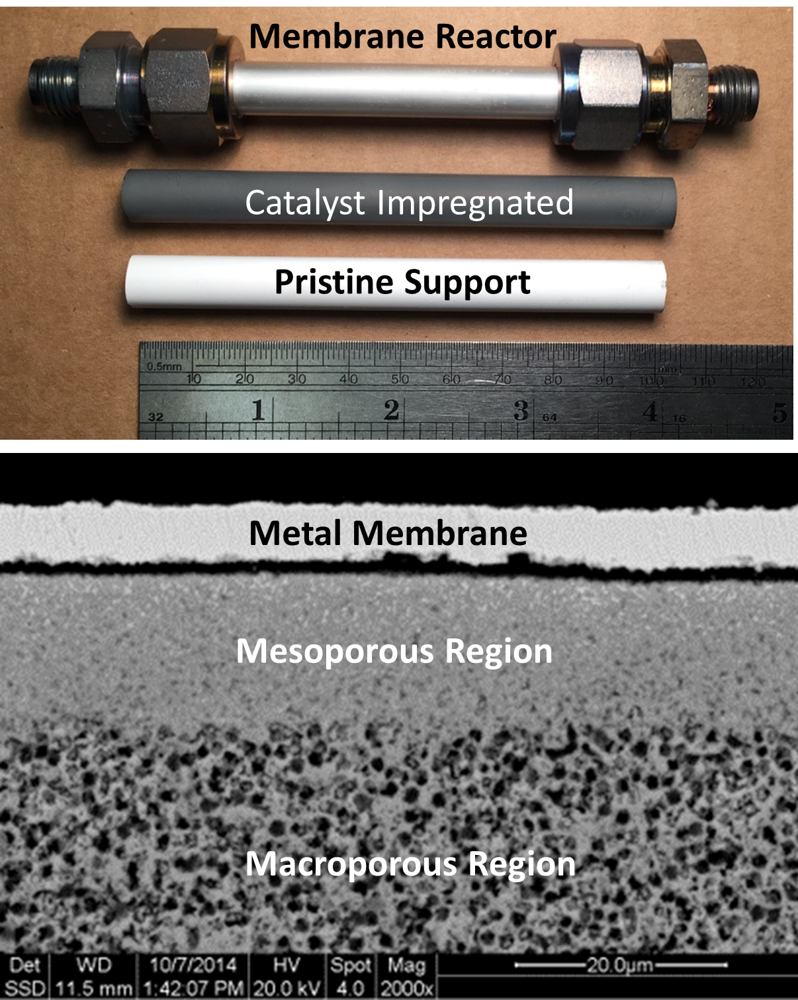 Membrane Reactor
Catalyst Impregnated
Pristine Support
0.5mm
mm
10 20 30 40 50 60 70 80 90 100 110 120
1 2 3 4 5
32 64 16
Metal Membrane
Mesoporous Region
Macroporous Region
Det WD 10/7/2014 HV Spot Mag 20.0µm
SSD 11.5 mm 1:42:07 PM 20.0 kV 4.0 2000x